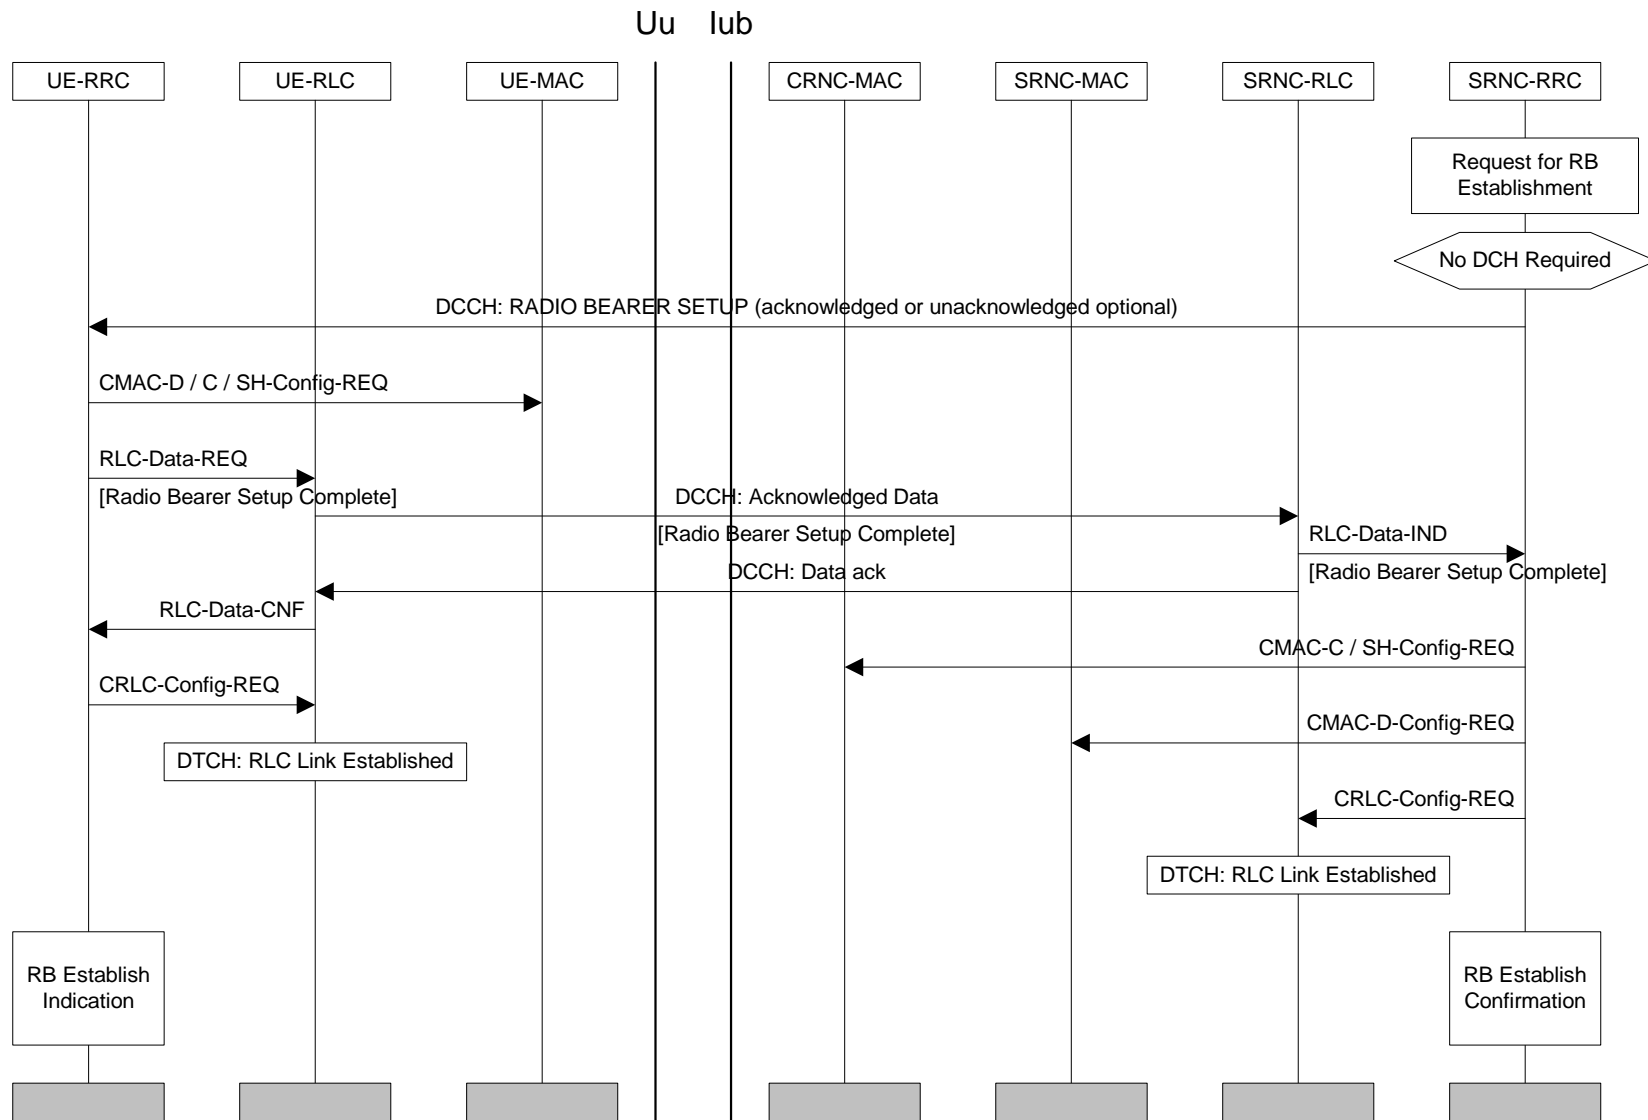 Uu Iub
UE-RRC UE-RLC UE-MAC CRNC-MAC SRNC-MAC SRNC-RLC SRNC-RRC
Request for RB
Establishment
No DCH Required
DCCH: RADIO BEARER SETUP (acknowledged or unacknowledged optional)
CMAC-D / C / SH-Config-REQ
RLC-Data-REQ
[Radio Bearer Setup Complete]
DCCH: Acknowledged Data
[Radio Bearer Setup Complete]
RLC-Data-IND
[Radio Bearer Setup Complete]
DCCH: Data ack
RLC-Data-CNF
CMAC-C / SH-Config-REQ
CRLC-Config-REQ
CMAC-D-Config-REQ
DTCH: RLC Link Established
CRLC-Config-REQ
DTCH: RLC Link Established
RB Establish
Indication
RB Establish
Confirmation